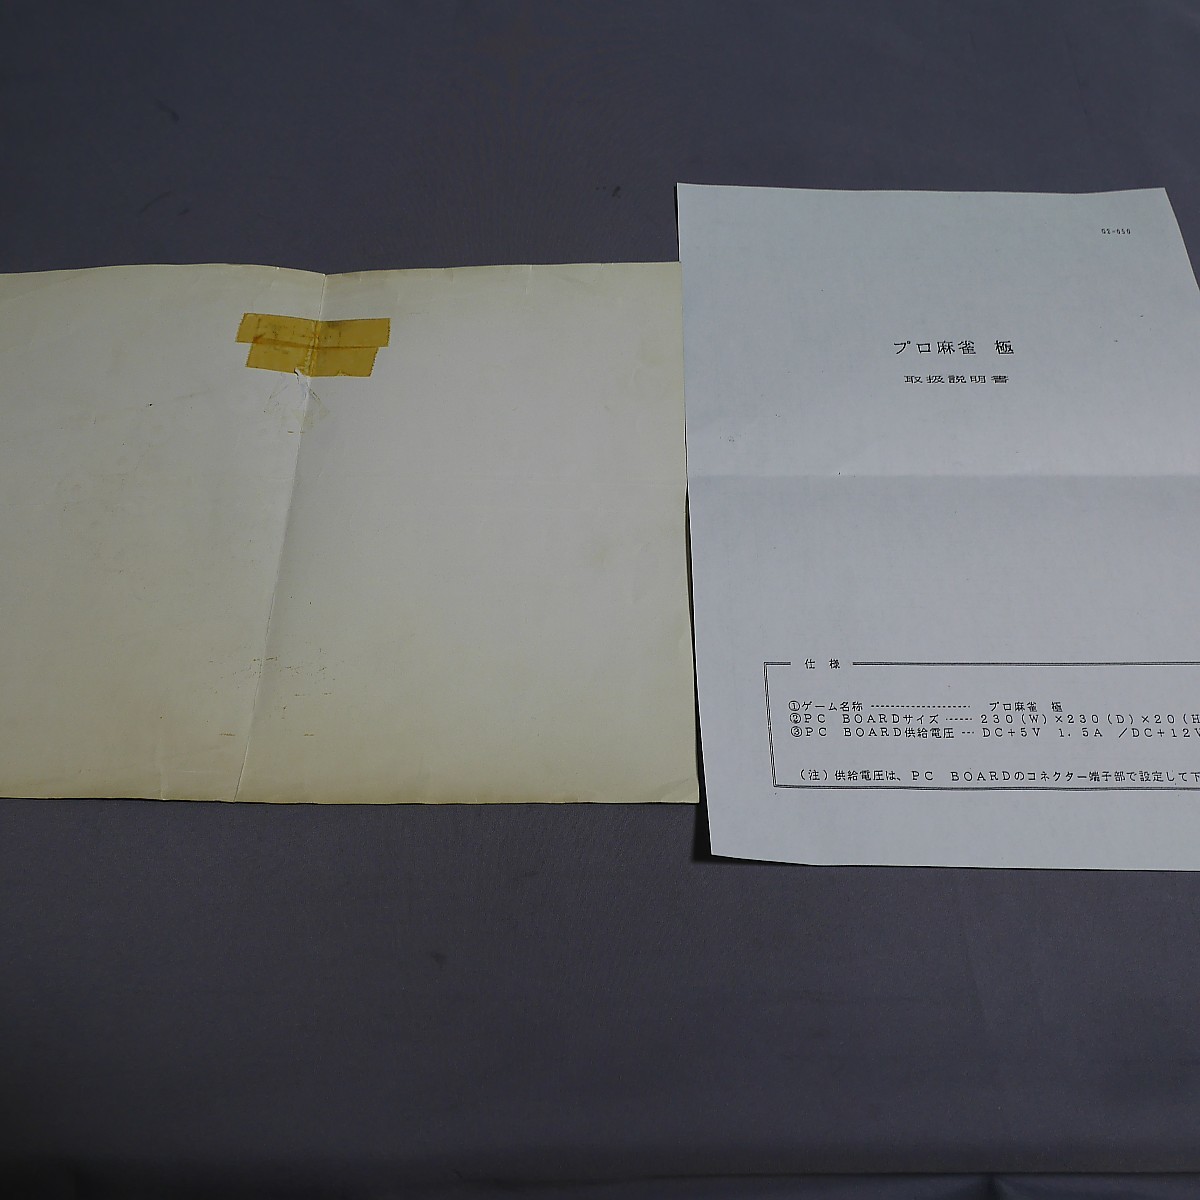 プロ麻雀 極
取扱説明書
仕 様
①ゲーム名称 -------------------- プロ麻雀 極
②PC BOARDサイズ ------ 230(W)×230(D)×20(H
③PC BOARD供給電圧 --- DC+5V 1.5A /DC+12V
(注)供給電圧は、PC BOARDのコネクター端子部で設定して下